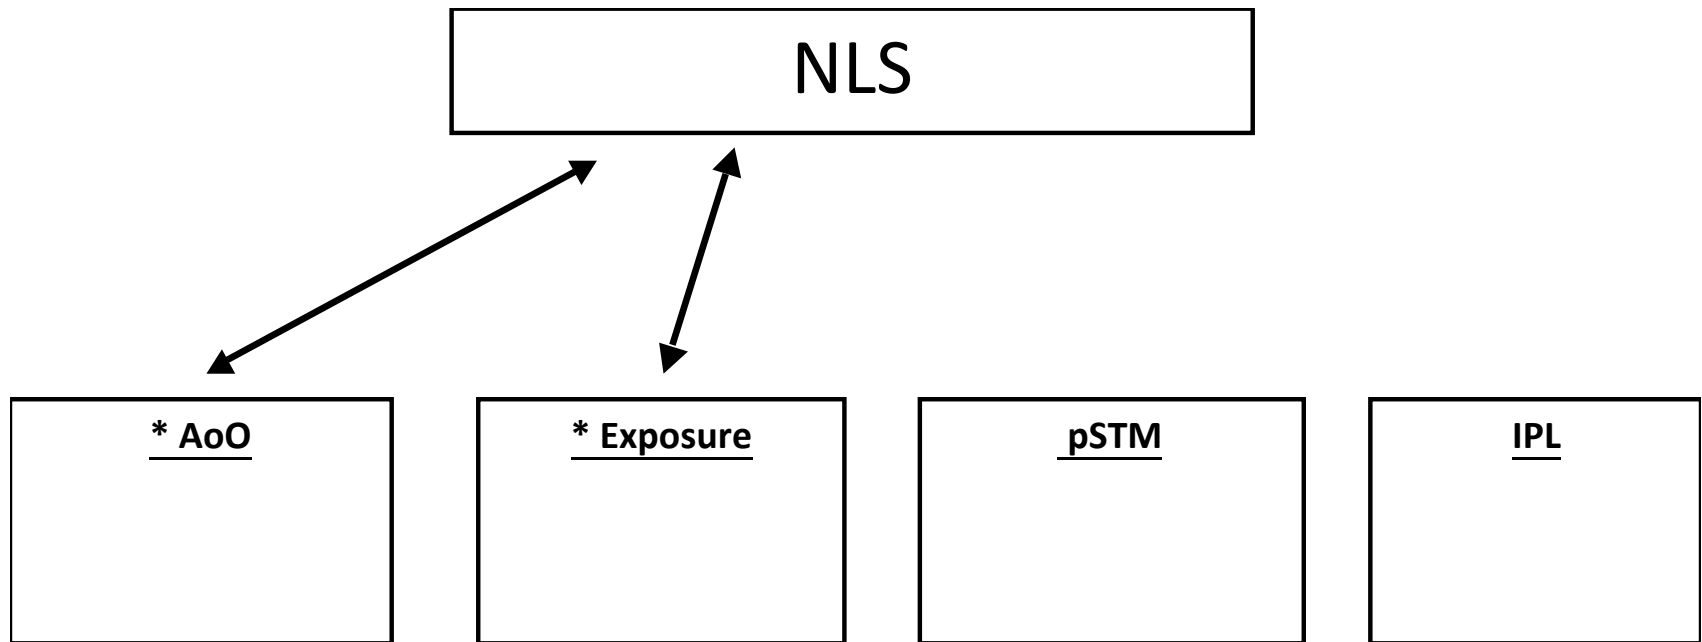 NLS
* AoO
* Exposure
pSTM
IPL